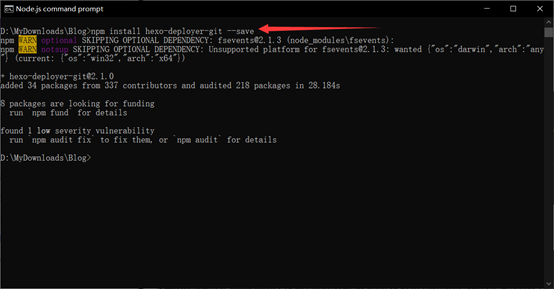 Node.js command prompt
D:\MyDownloads\Blog>npm install hexo-deployer-git --save
npm WARN optional SKIPPING OPTIONAL DEPENDENCY: fsevents@2.1.3 (node_modules\fsevents):
npm WARN notsup SKIPPING OPTIONAL DEPENDENCY: Unsupported platform for fsevents@2.1.3: wanted {"os":"darwin","arch":"any
"} (current: {"os":"win32","arch":"x64"})
+ hexo-deployer-git@2.1.0
added 34 packages from 337 contributors and audited 218 packages in 28.184s
8 packages are looking for funding
run `npm fund` for details
found 1 low severity vulnerability
run `npm audit fix` to fix them, or `npm audit` for details
D:\MyDownloads\Blog>